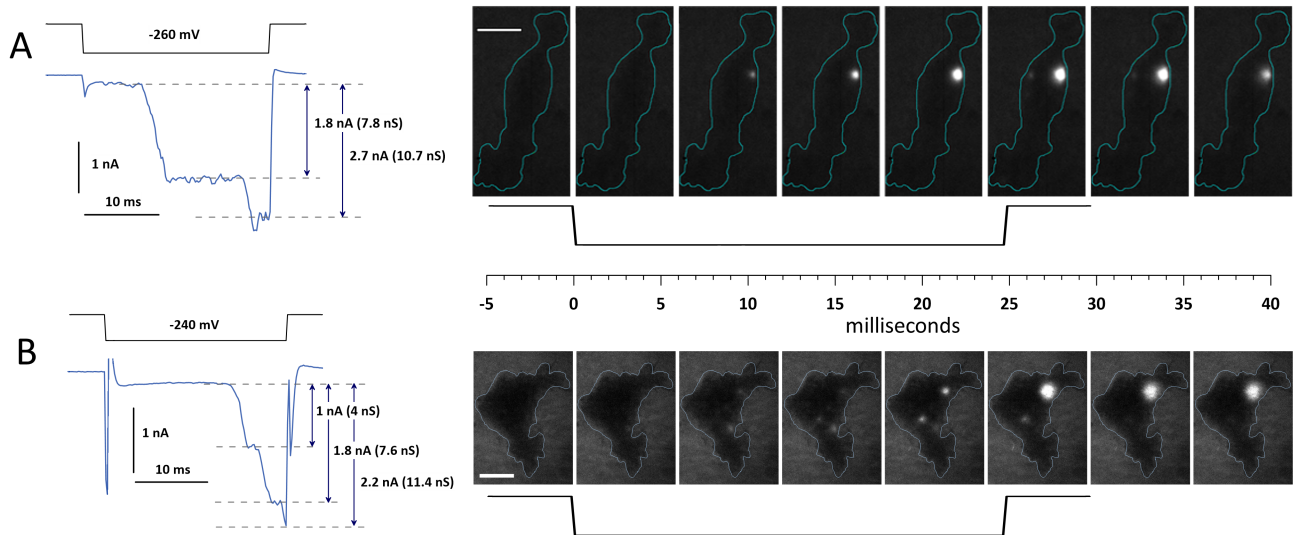 A
-260 mV
1.8 nA (7.8 nS)
2.7 nA (10.7 nS)
1 nA
10 ms
-5 0 5 10 15 20 25 30 35 40
milliseconds
B
-240 mV
1 nA (4 nS)
1.8 nA (7.6 nS)
2.2 nA (11.4 nS)
1 nA
10 ms